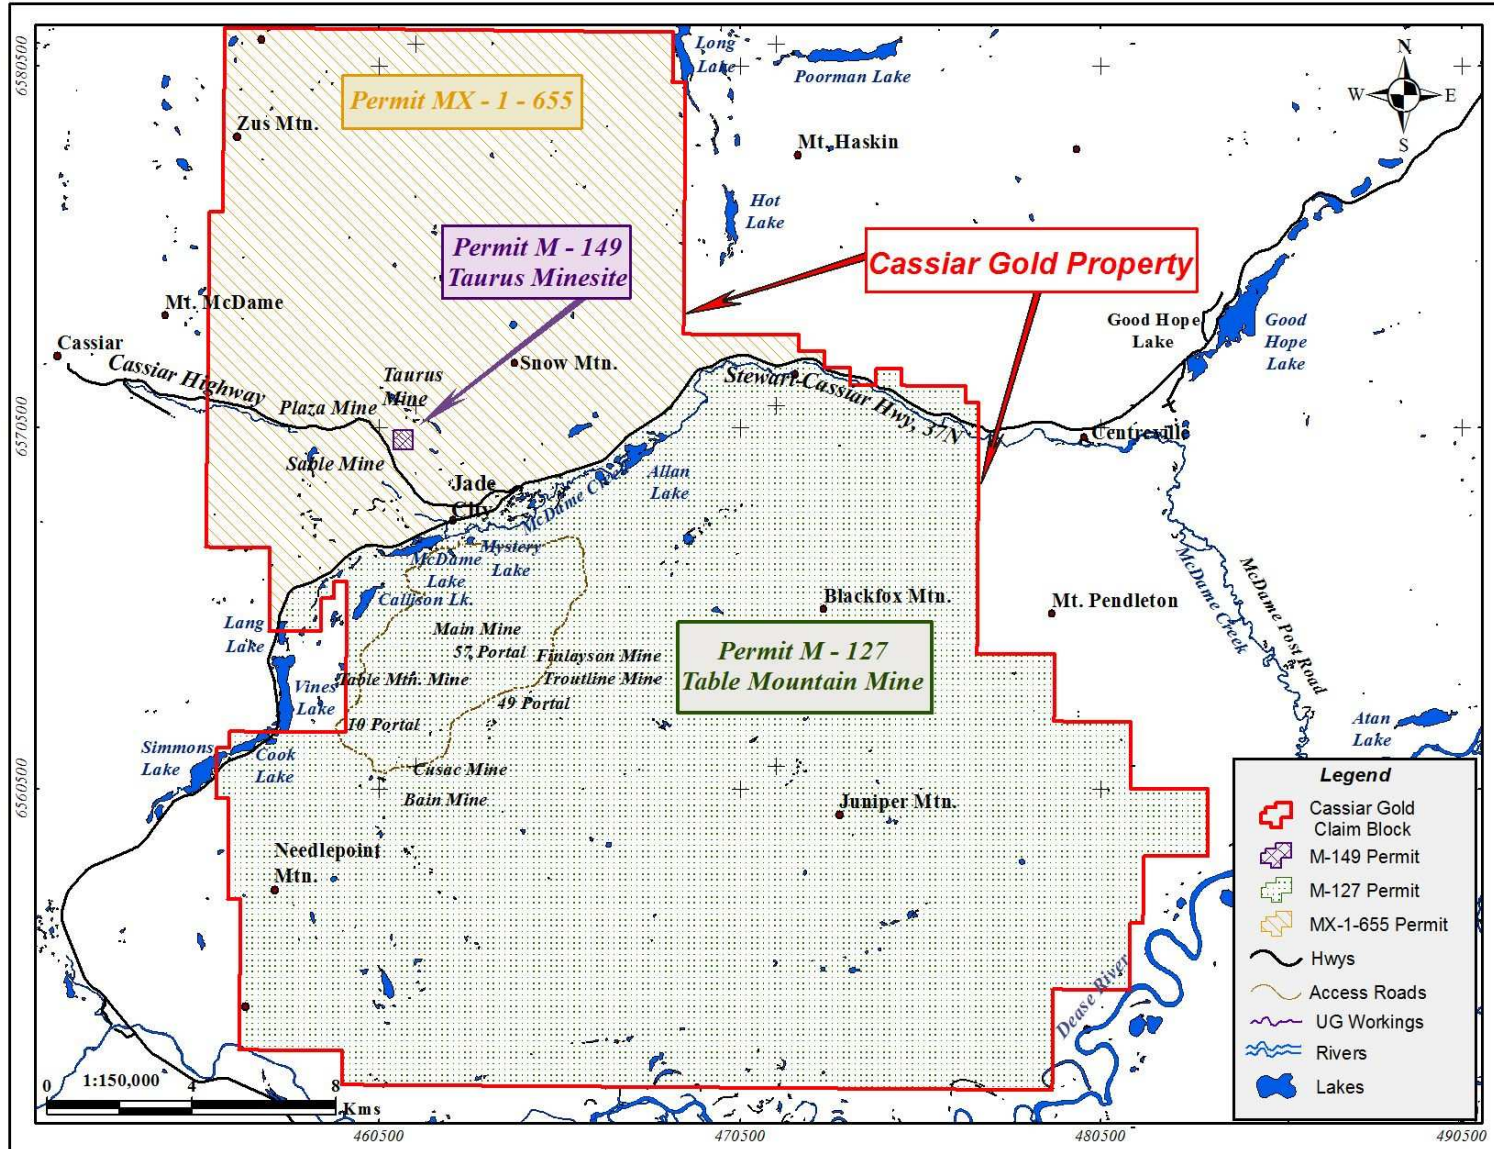 6580500
6570500
6560500
460500
470500
480500
490500
N
W
E
S
Long
Lake
Poorman Lake
Permit MX - 1 - 655
Zus Mtn.
Mt. Haskin
Hot
Lake
Permit M - 149
Taurus Minesite
Cassiar Gold Property
Mt. McDame
Good Hope
Lake
Good
Hope
Lake
Cassiar
Cassiar Highway
Snow Mtn.
Taurus
Mine
Plaza Mine
Stewart-Cassiar Hwy, 37N
Centreville
Sable Mine
Jade
City
Allan
Lake
McDame Creek
Mystery
Lake
McDame
Lake
Callison Lk.
McDame Creek
McDame Post Road
Blackfox Mtn.
Mt. Pendleton
Lang
Lake
Main Mine
57 Portal
Finlayson Mine
Permit M - 127
Table Mountain Mine
Table Mtn. Mine
Troutline Mine
Vines
Lake
49 Portal
10 Portal
Simmons
Lake
Cook
Lake
Cusac Mine
Bain Mine
Atan
Lake
Juniper Mtn.
Needlepoint
Mtn.
Dease River
Legend
Cassiar Gold
Claim Block
M-149 Permit
M-127 Permit
MX-1-655 Permit
Hwys
Access Roads
UG Workings
Rivers
Lakes
1:150,000
0 4 8
Kms